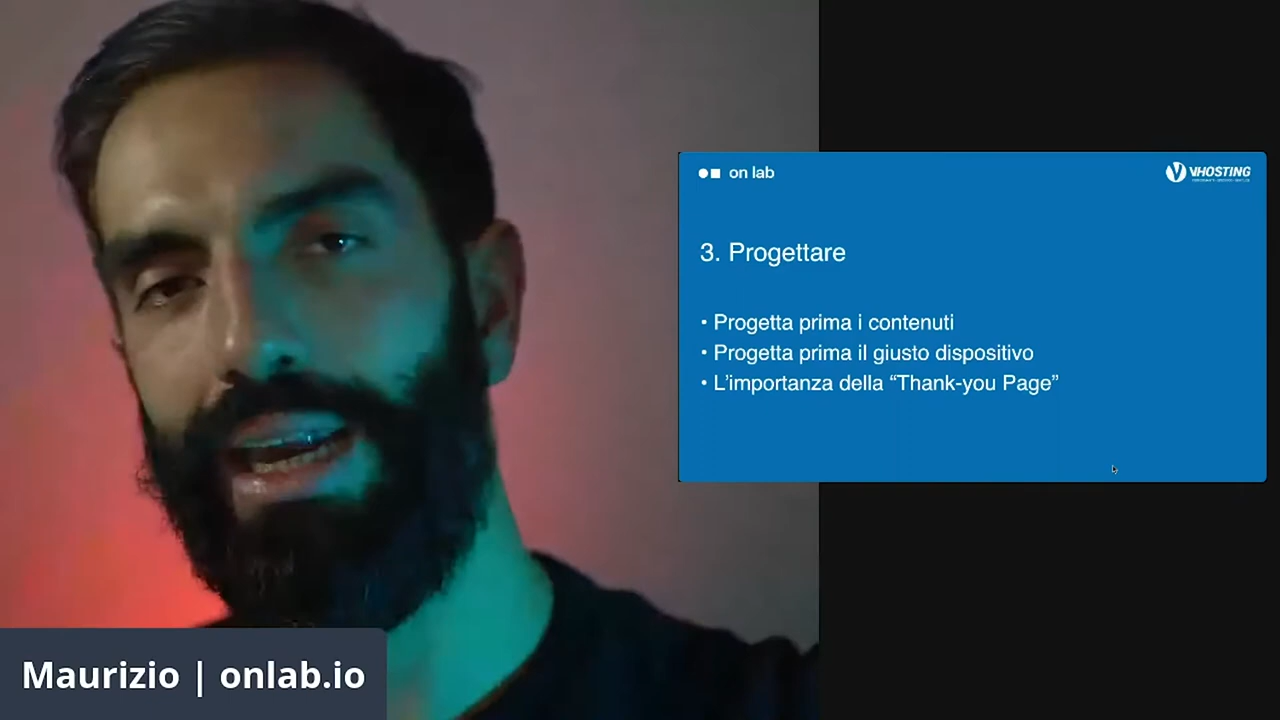 on lab
VHOSTING
3. Progettare
• Progetta prima i contenuti
• Progetta prima il giusto dispositivo
• L'importanza della “Thank-you Page”
Maurizio | onlab.io